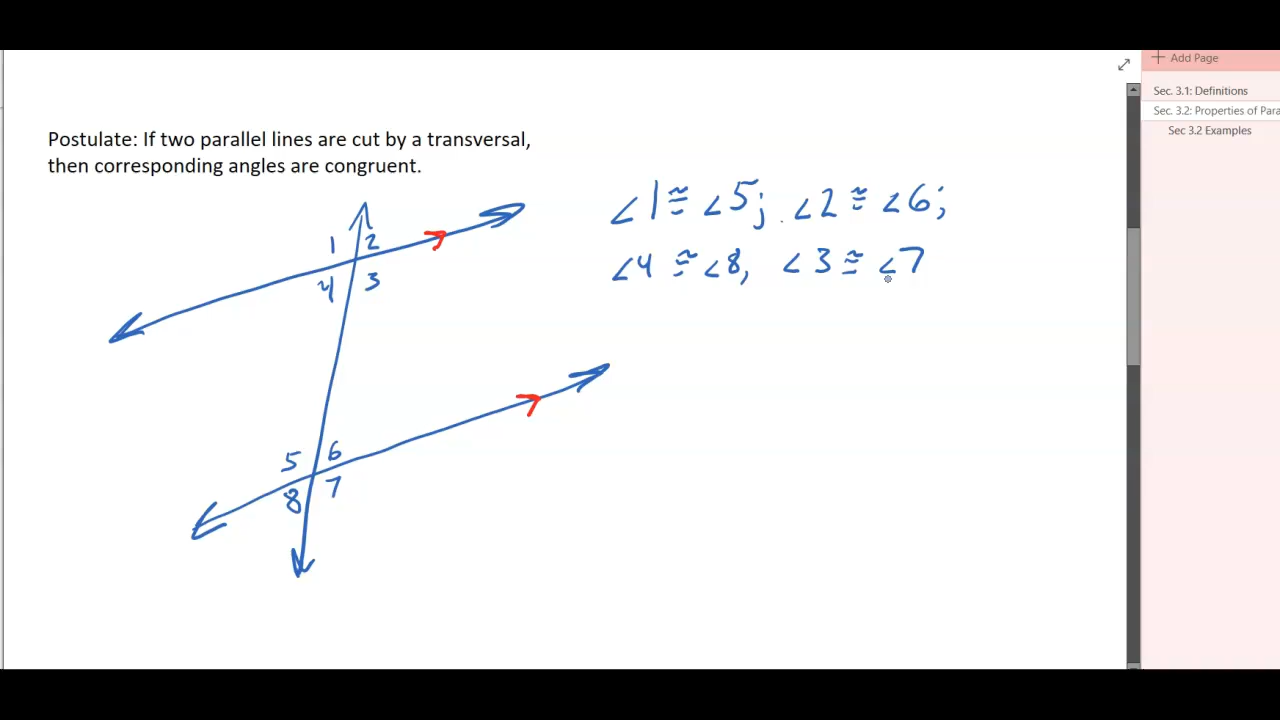 Add Page
Sec. 3.1: Definitions
Sec. 3.2: Properties of Para
Sec 3.2 Examples
Postulate: If two parallel lines are cut by a transversal,
then corresponding angles are congruent.
∠1 ≅ ∠5; ∠2 ≅ ∠6;
∠4 ≅ ∠8, ∠3 ≅ ∠7
1 2
4 3
5 6
8 7